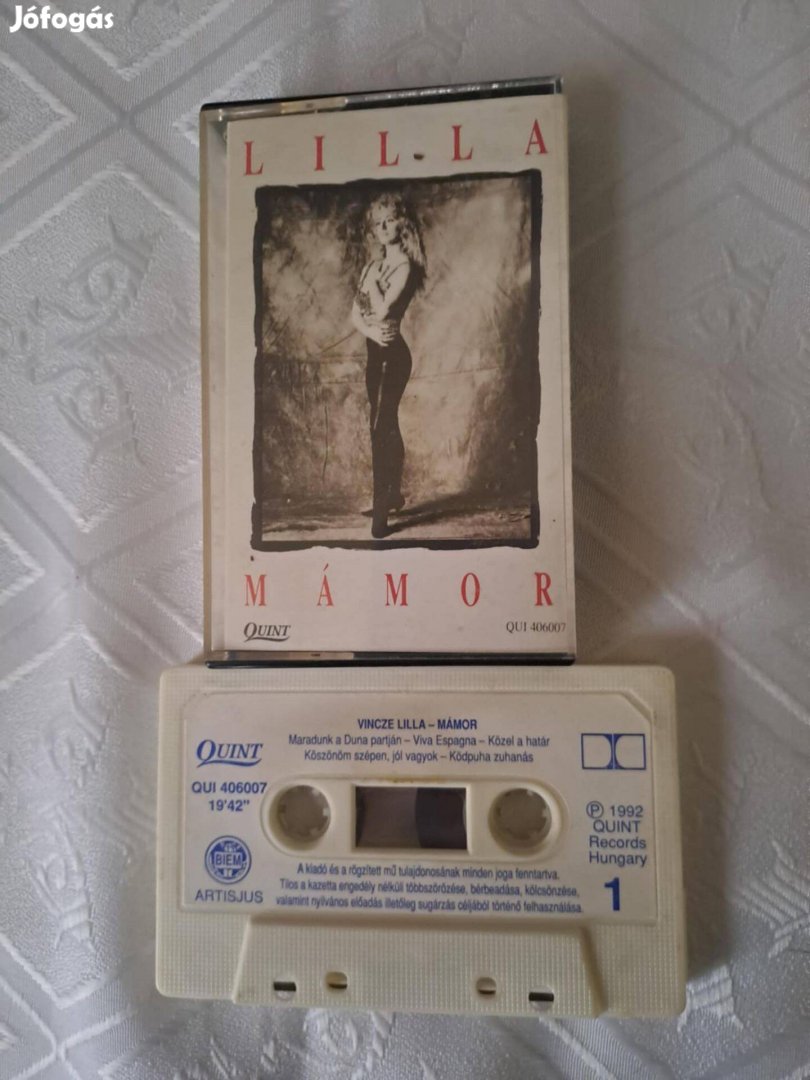 Jófogás
LILLA
MÁMOR
QUINT
QUI 406007
VINCZE LILLA – MÁMOR
Maradunk a Duna partján – Viva Espagna – Közel a határ
Köszönöm szépen, jól vagyok – Ködpuha zuhanás
QUINT
QUI 406007
19'42"
BIEM
ARTISJUS
℗ 1992
QUINT
Records
Hungary
1
A kiadó és a rögzített mű tulajdonosának minden joga fenntartva.
Tilos a kazetta engedély nélküli többszörözése, bérbeadása, kölcsönzése,
valamint nyilvános előadás illetőleg sugárzás céljából történő felhasználása.